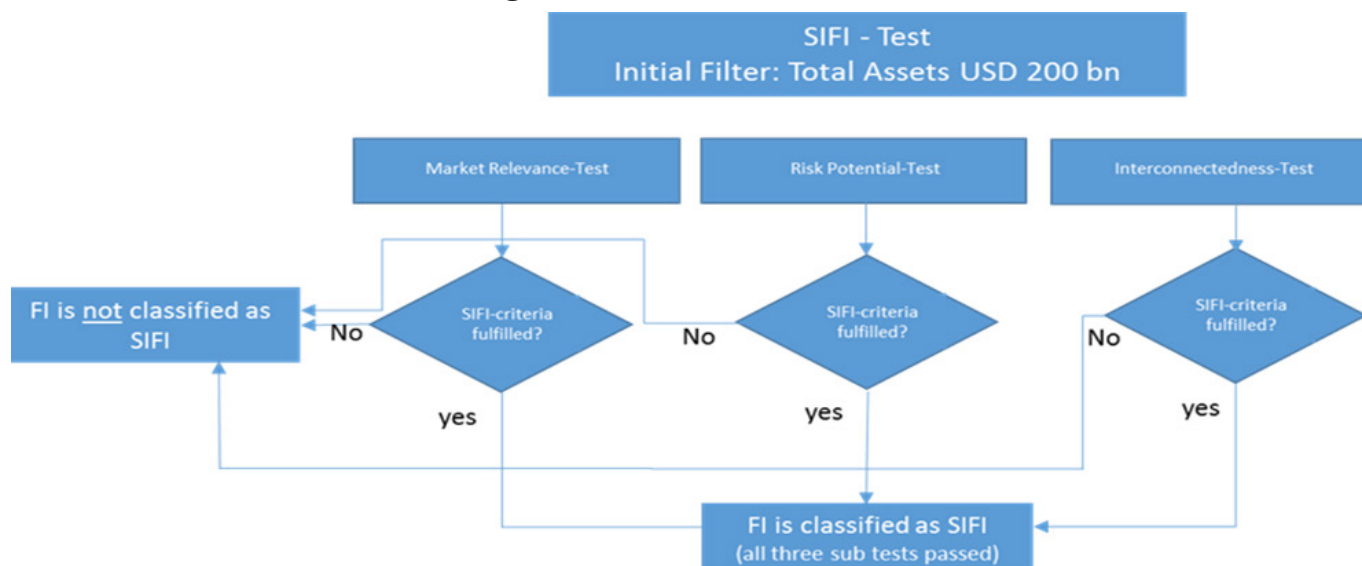 SIFI - Test
Initial Filter: Total Assets USD 200 bn
Market Relevance-Test
Risk Potential-Test
Interconnectedness-Test
SIFI-criteria
fulfilled?
SIFI-criteria
fulfilled?
SIFI-criteria
fulfilled?
FI is not classified as
SIFI
No
No
No
yes
yes
yes
FI is classified as SIFI
(all three sub tests passed)